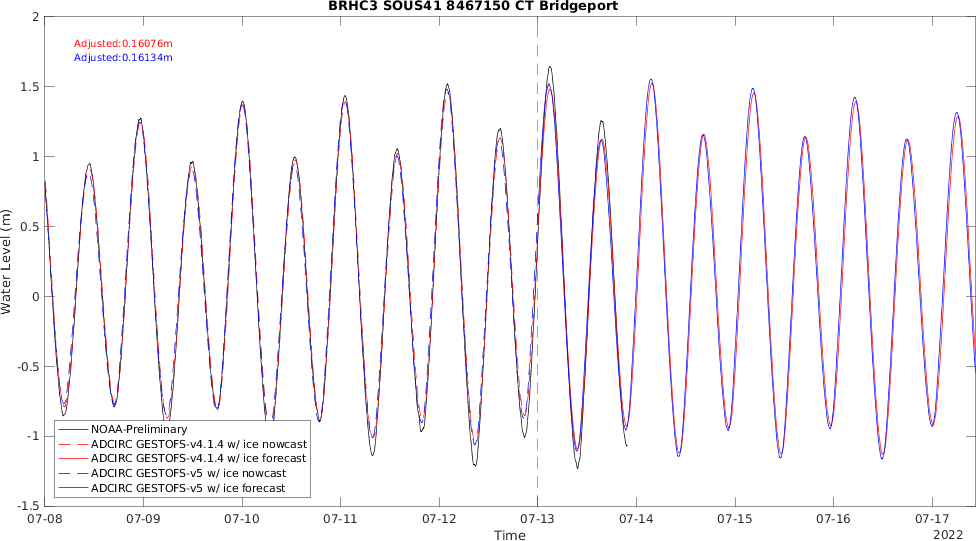 BRHC3 SOUS41 8467150 CT Bridgeport
2
Adjusted:0.16076m
Adjusted:0.16134m
1.5
1
0.5
0
-0.5
-1
-1.5
Water Level (m)
NOAA-Preliminary
ADCIRC GESTOFS-v4.1.4 w/ ice nowcast
ADCIRC GESTOFS-v4.1.4 w/ ice forecast
ADCIRC GESTOFS-v5 w/ ice nowcast
ADCIRC GESTOFS-v5 w/ ice forecast
07-08 07-09 07-10 07-11 07-12 07-13 07-14 07-15 07-16 07-17
Time
2022